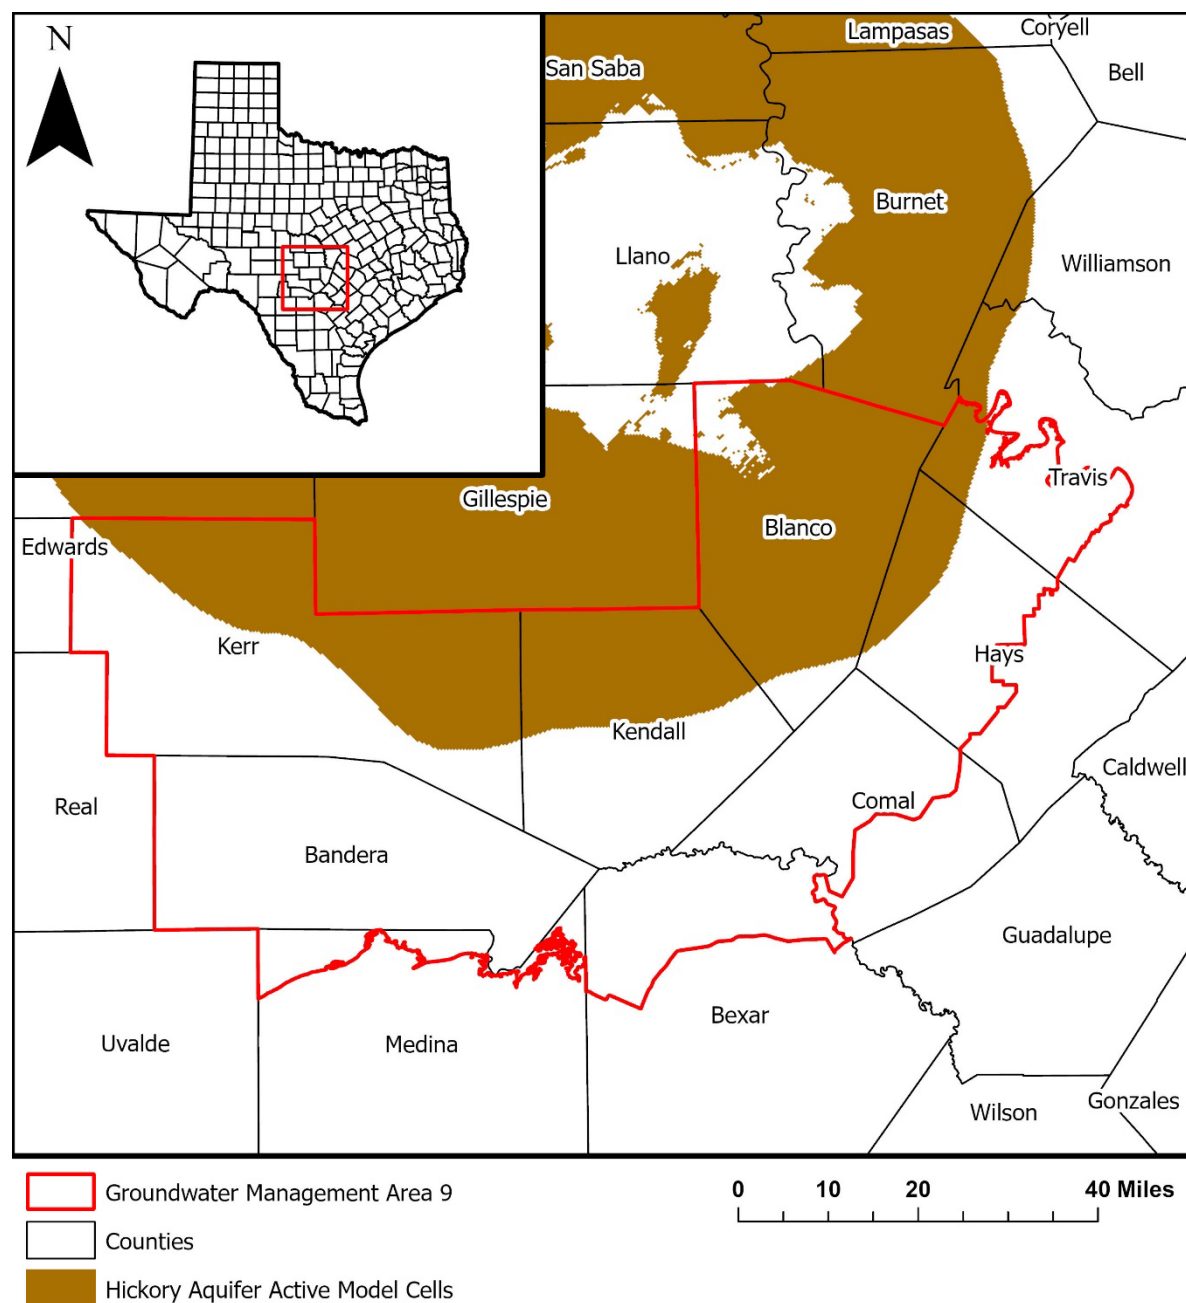 N
Lampasas
Coryell
San Saba
Bell
Burnet
Llano
Williamson
Travis
Gillespie
Blanco
Edwards
Kerr
Hays
Kendall
Caldwell
Real
Comal
Bandera
Guadalupe
Bexar
Uvalde
Medina
Gonzales
Wilson
Groundwater Management Area 9
0 10 20 40 Miles
Counties
Hickory Aquifer Active Model Cells